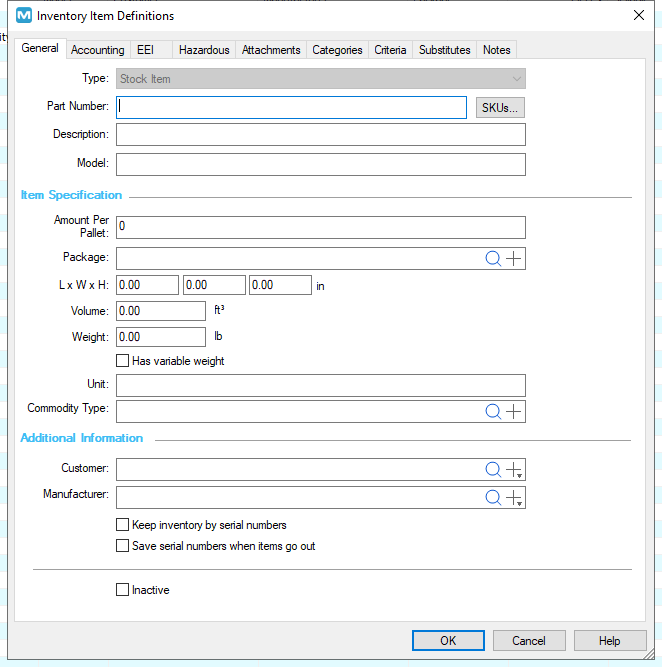 Inventory Item Definitions
General Accounting EEI Hazardous Attachments Categories Criteria Substitutes Notes
Type: Stock Item
Part Number: SKUs...
Description:
Model:
Item Specification
Amount Per
Pallet: 0
Package:
L x W x H: 0.00 0.00 0.00 in
Volume: 0.00 ft³
Weight: 0.00 lb
Has variable weight
Unit:
Commodity Type:
Additional Information
Customer:
Manufacturer:
Keep inventory by serial numbers
Save serial numbers when items go out
Inactive
OK Cancel Help